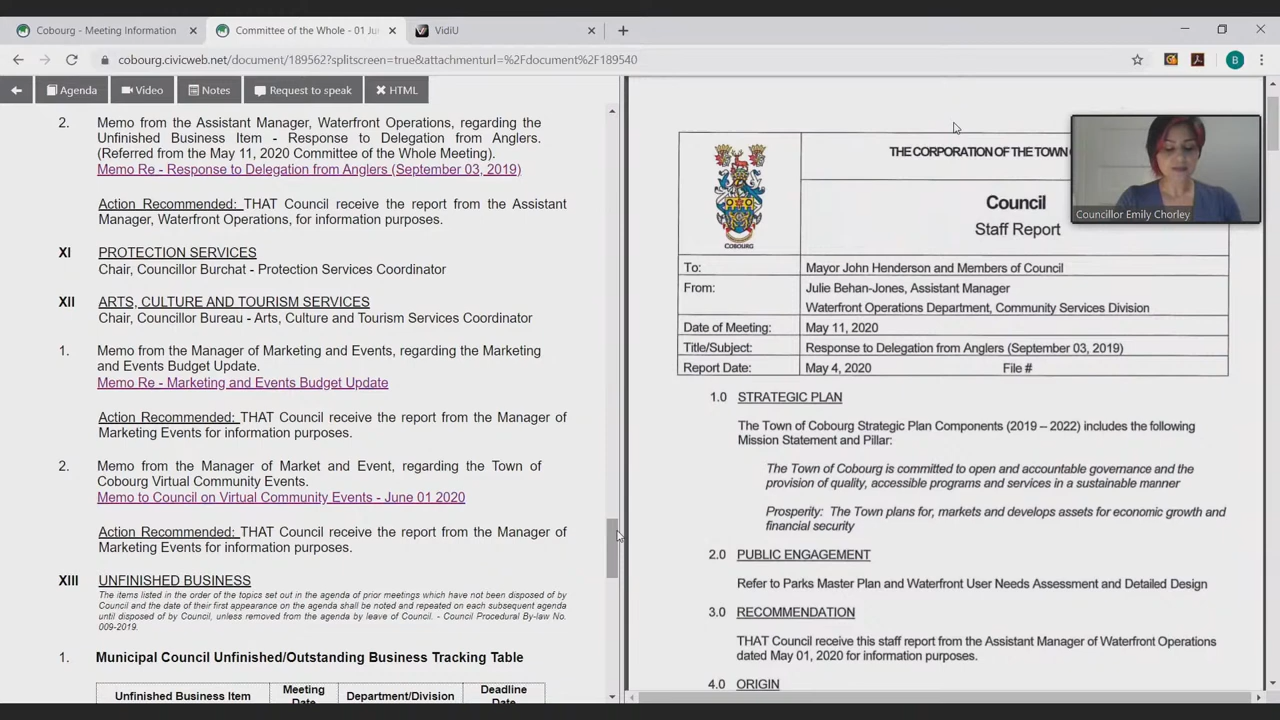 Cobourg - Meeting Information
Committee of the Whole - 01 Ju
VidiU
cobourg.civicweb.net/document/189562?splitscreen=true&attachmenturl=%2Fdocument%2F189540
B
Agenda
Video
Notes
Request to speak
HTML
2. Memo from the Assistant Manager, Waterfront Operations, regarding the
Unfinished Business Item - Response to Delegation from Anglers.
(Referred from the May 11, 2020 Committee of the Whole Meeting).
Memo Re - Response to Delegation from Anglers (September 03, 2019)
Action Recommended: THAT Council receive the report from the Assistant
Manager, Waterfront Operations, for information purposes.
XI PROTECTION SERVICES
Chair, Councillor Burchat - Protection Services Coordinator
XII ARTS, CULTURE AND TOURISM SERVICES
Chair, Councillor Bureau - Arts, Culture and Tourism Services Coordinator
1. Memo from the Manager of Marketing and Events, regarding the Marketing
and Events Budget Update.
Memo Re - Marketing and Events Budget Update
Action Recommended: THAT Council receive the report from the Manager of
Marketing Events for information purposes.
2. Memo from the Manager of Market and Event, regarding the Town of
Cobourg Virtual Community Events.
Memo to Council on Virtual Community Events - June 01 2020
Action Recommended: THAT Council receive the report from the Manager of
Marketing Events for information purposes.
XIII UNFINISHED BUSINESS
The items listed in the order of the topics set out in the agenda of prior meetings which have not been disposed of by
Council and the date of their first appearance on the agenda shall be noted and repeated on each subsequent agenda
until disposed of by Council, unless removed from the agenda by leave of Council. - Council Procedural By-law No.
009-2019.
1. Municipal Council Unfinished/Outstanding Business Tracking Table
Unfinished Business Item Meeting Date Department/Division Deadline Date
COBOURG
THE CORPORATION OF THE TOWN
Council
Staff Report
Councillor Emily Chorley
To: Mayor John Henderson and Members of Council
From: Julie Behan-Jones, Assistant Manager
Waterfront Operations Department, Community Services Division
Date of Meeting: May 11, 2020
Title/Subject: Response to Delegation from Anglers (September 03, 2019)
Report Date: May 4, 2020 File #
1.0 STRATEGIC PLAN
The Town of Cobourg Strategic Plan Components (2019 – 2022) includes the following
Mission Statement and Pillar:
The Town of Cobourg is committed to open and accountable governance and the
provision of quality, accessible programs and services in a sustainable manner
Prosperity: The Town plans for, markets and develops assets for economic growth and
financial security
2.0 PUBLIC ENGAGEMENT
Refer to Parks Master Plan and Waterfront User Needs Assessment and Detailed Design
3.0 RECOMMENDATION
THAT Council receive this staff report from the Assistant Manager of Waterfront Operations
dated May 01, 2020 for information purposes.
4.0 ORIGIN